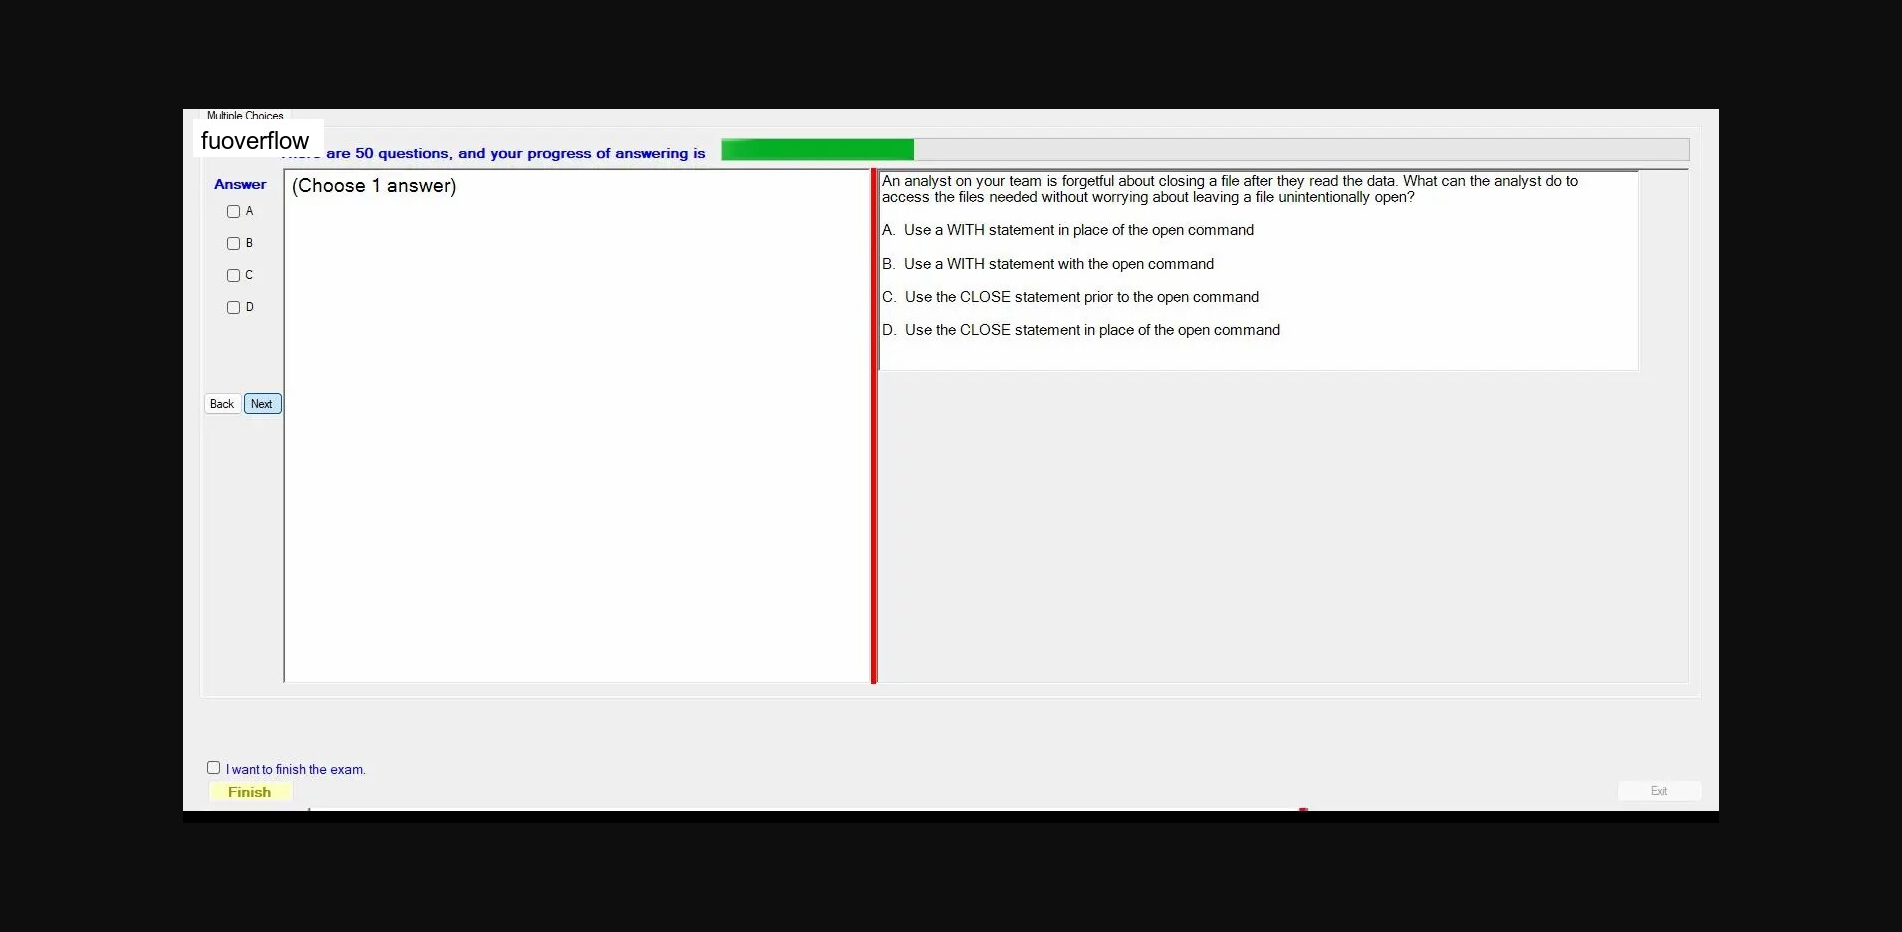 Multiple Choices
fuoverflow
are 50 questions, and your progress of answering is
Answer
(Choose 1 answer)
A
B
C
D
Back
Next
An analyst on your team is forgetful about closing a file after they read the data. What can the analyst do to
access the files needed without worrying about leaving a file unintentionally open?
A. Use a WITH statement in place of the open command
B. Use a WITH statement with the open command
C. Use the CLOSE statement prior to the open command
D. Use the CLOSE statement in place of the open command
I want to finish the exam.
Finish
Exit